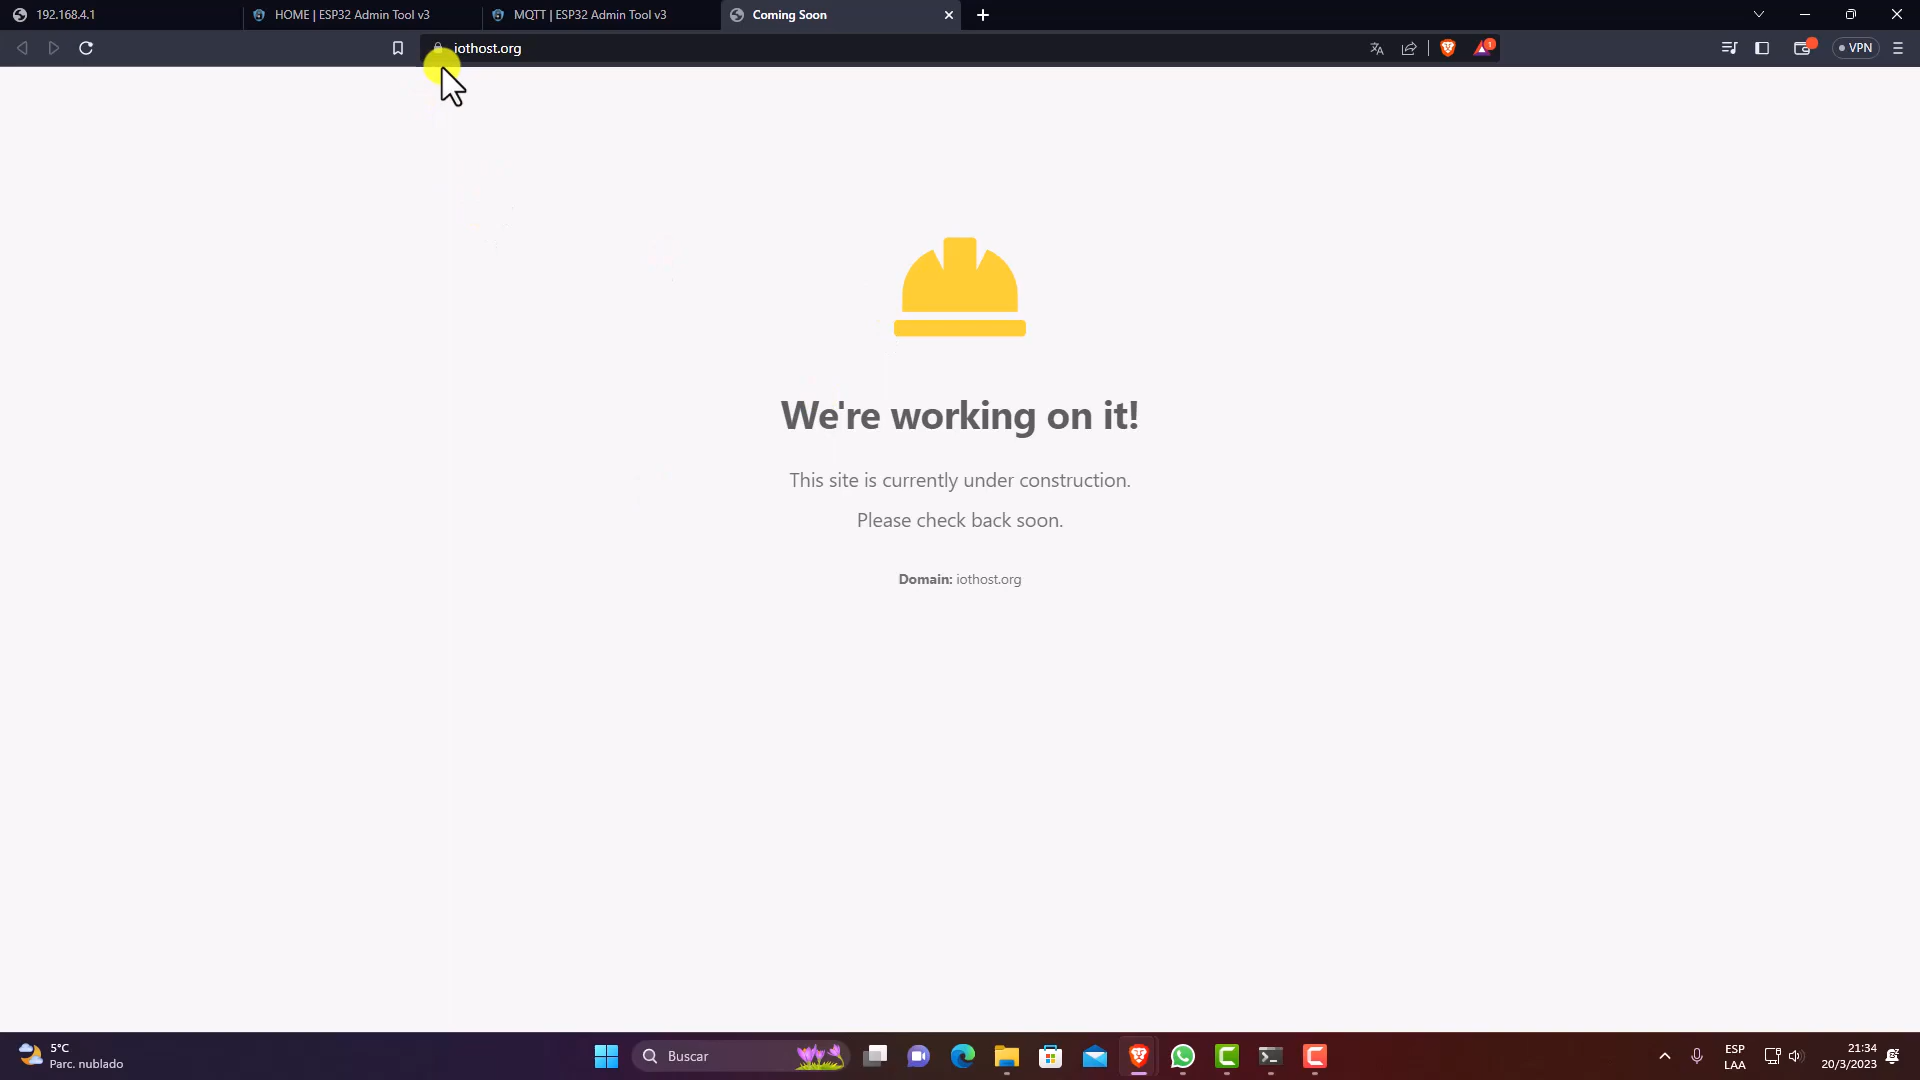 192.168.4.1
HOME | ESP32 Admin Tool v3
MQTT | ESP32 Admin Tool v3
Coming Soon
iothost.org
1
VPN
We're working on it!
This site is currently under construction.
Please check back soon.
Domain: iothost.org
5°C
Parc. nublado
Buscar
ESP
LAA
21:34
20/3/2023